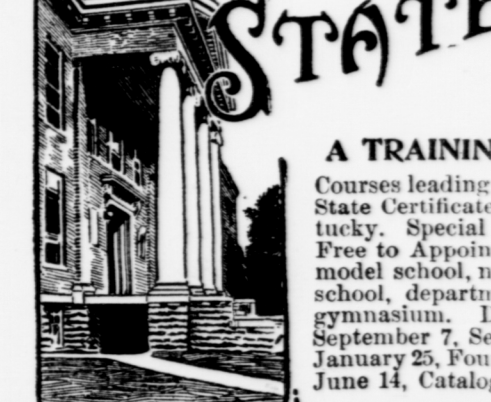 STATE
A TRAININ
Courses leading
State Certificate
tucky. Special
Free to Appoin
model school, n
school, departm
gymnasium.
September 7, Se
January 25, Fou
June 14, Catalog